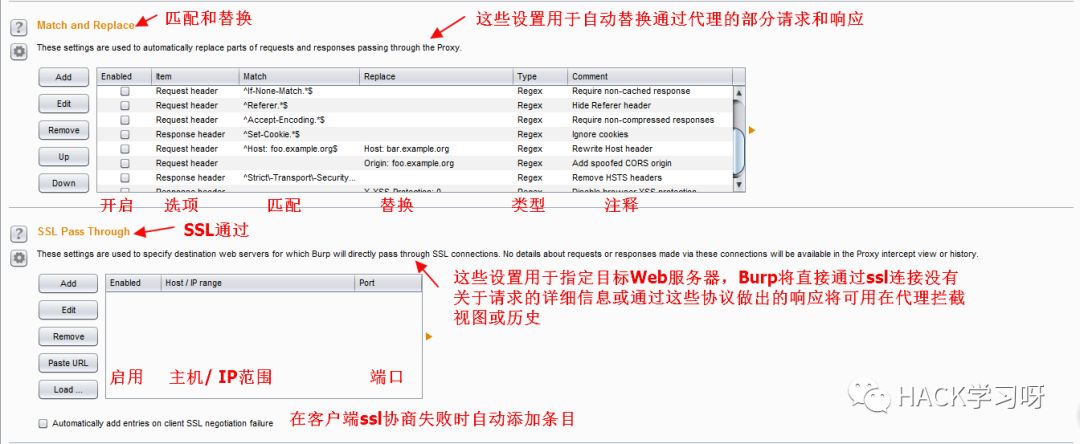 Match and Replace
匹配和替换
这些设置用于自动替换通过代理的部分请求和响应
These settings are used to automatically replace parts of requests and responses passing through the Proxy.
Add
Edit
Remove
Up
Down
Enabled Item Match Replace Type Comment
Request header ^If-None-Match.*$ Regex Require non-cached response
Request header ^Referer.*$ Regex Hide Referer header
Request header ^Accept-Encoding.*$ Regex Require non-compressed responses
Response header ^Set-Cookie.*$ Regex Ignore cookies
Request header ^Host: foo.example.org$ Host: bar.example.org Regex Rewrite Host header
Request header Origin: foo.example.org Regex Add spoofed CORS origin
Response header ^Strict\-Transport\-Security... Regex Remove HSTS headers
Response header X-XSS-Protection: 0 Regex Disable browser XSS protection
开启 选项 匹配 替换 类型 注释
SSL Pass Through
SSL通过
These settings are used to specify destination web servers for which Burp will directly pass through SSL connections. No details about requests or responses made via these connections will be available in the Proxy intercept view or history.
Add
Edit
Remove
Paste URL
Load ...
Enabled Host / IP range Port
这些设置用于指定目标Web服务器，Burp将直接通过ssl连接没有
关于请求的详细信息或通过这些协议做出的响应将可用在代理拦截
视图或历史
启用 主机/ IP范围 端口
Automatically add entries on client SSL negotiation failure
在客户端ssl协商失败时自动添加条目
HACK学习呀